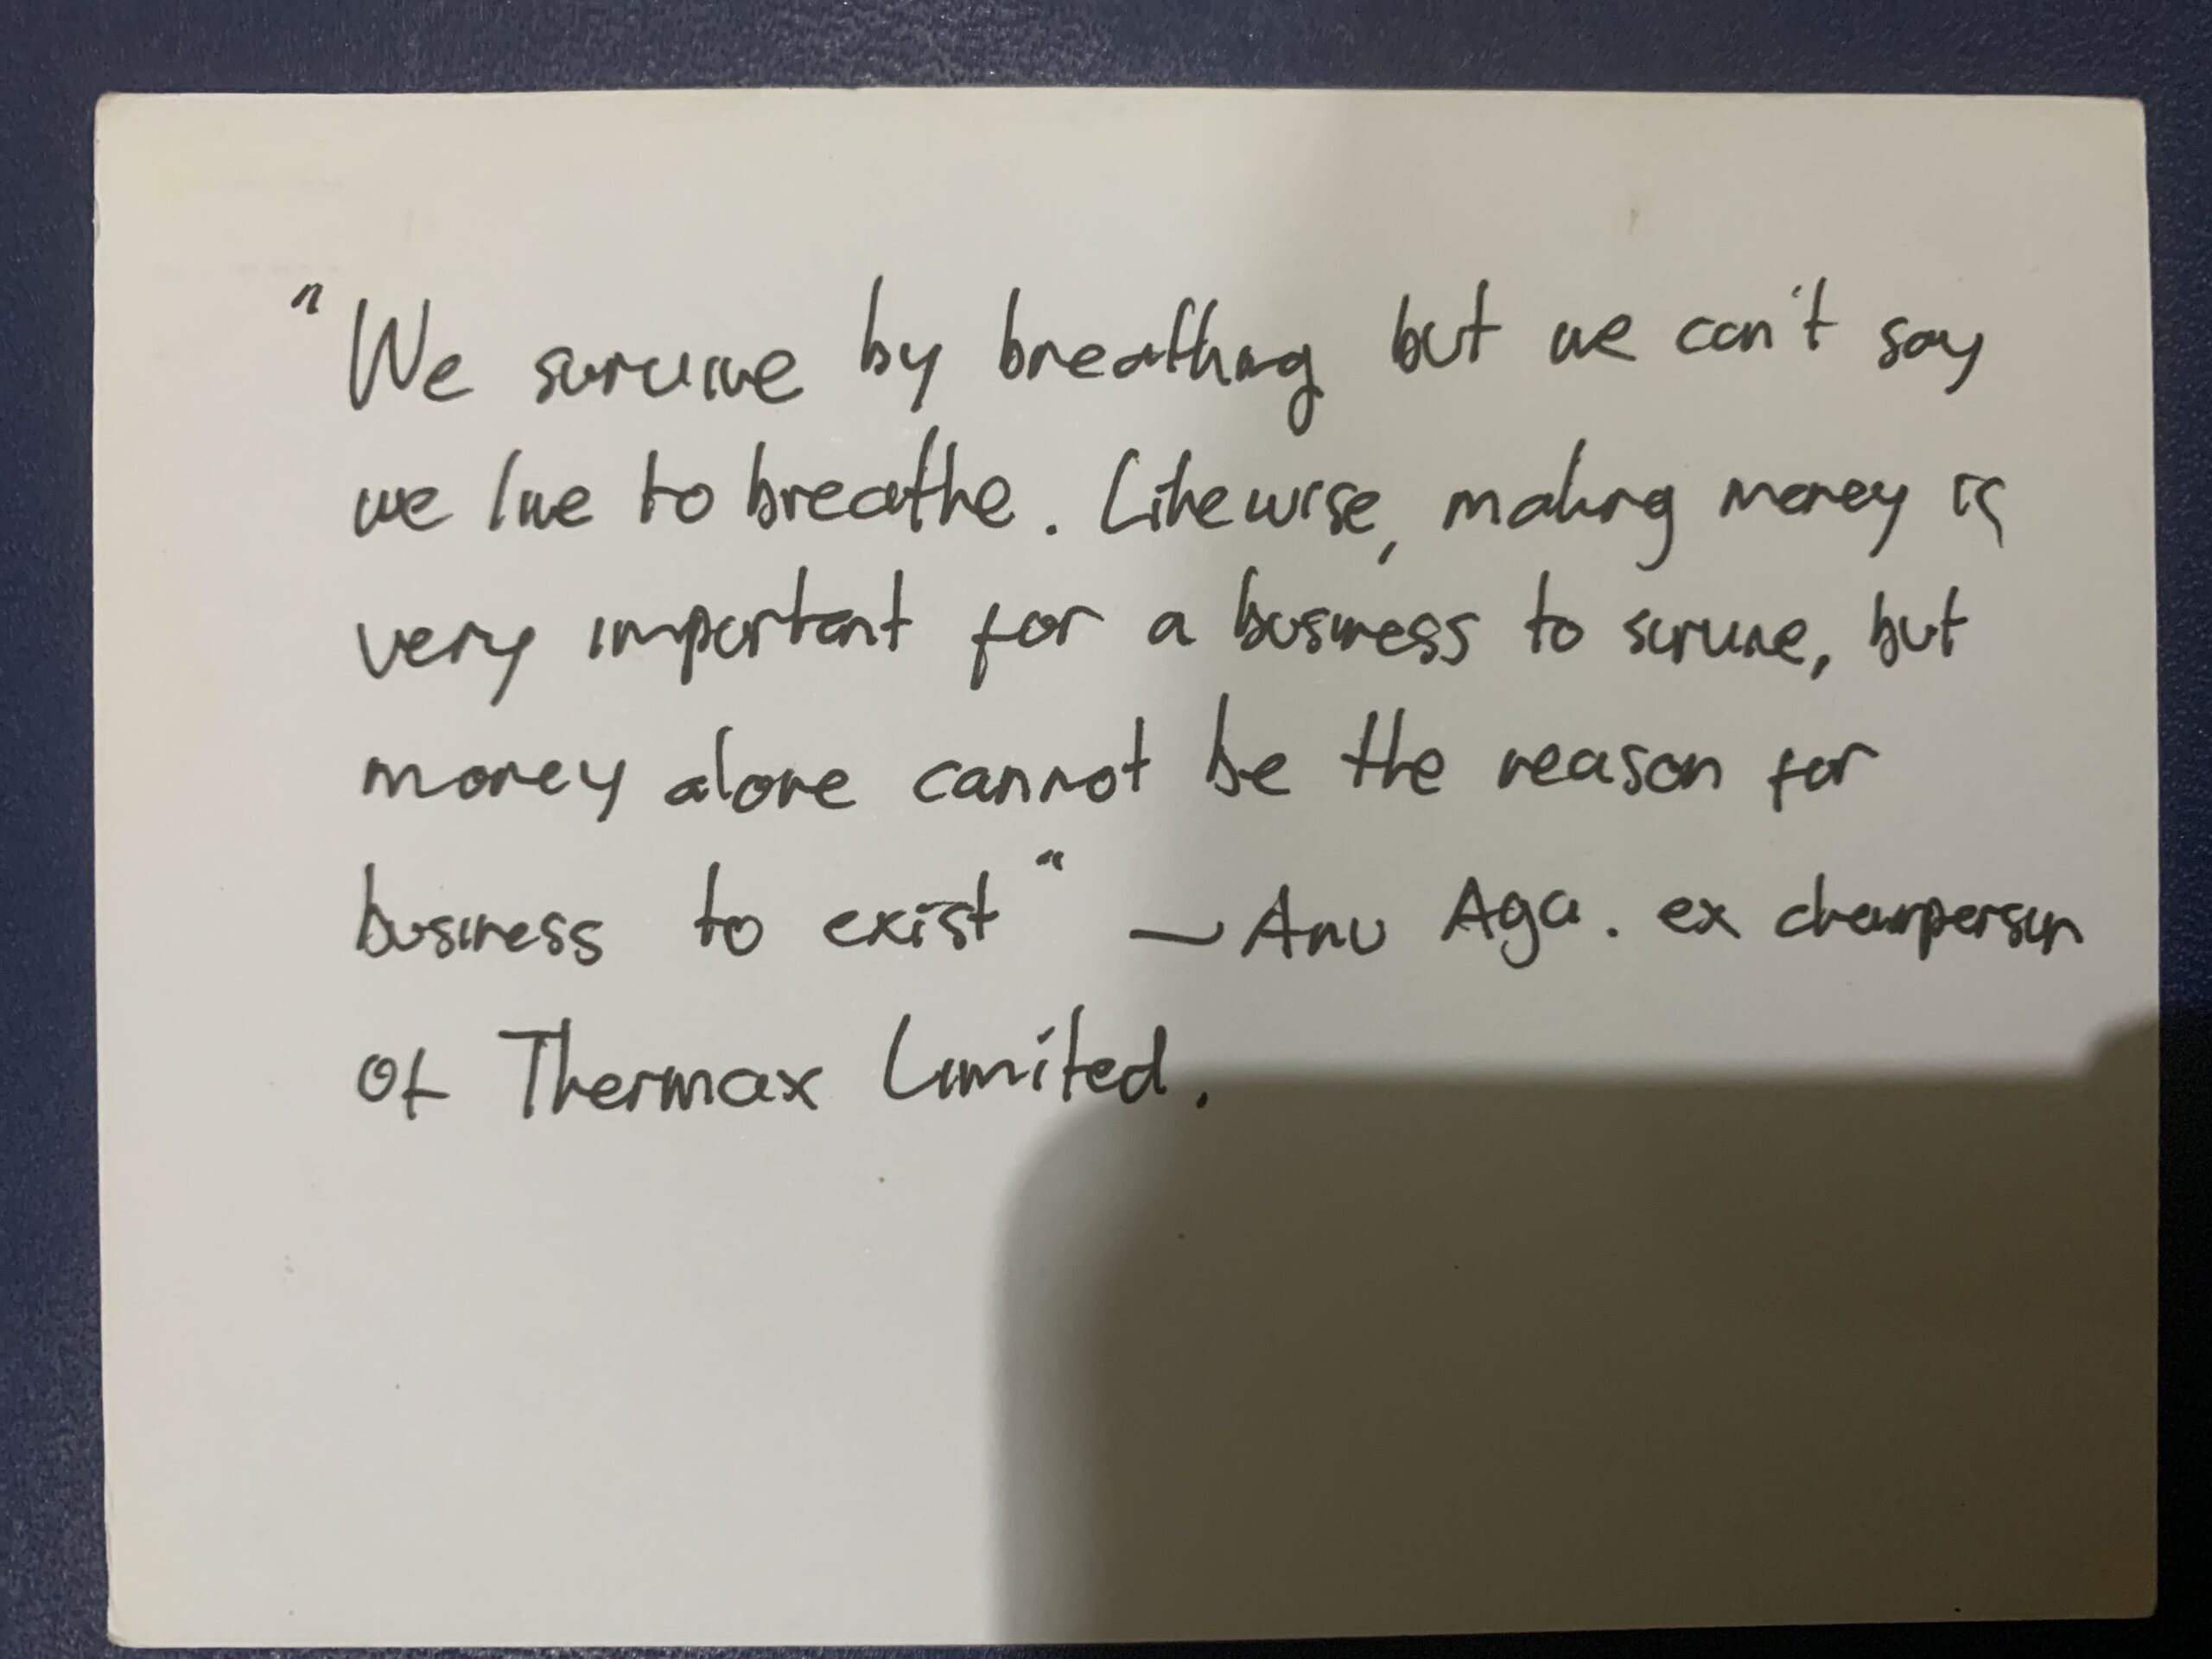 "We survive by breathing but we can't say
we live to breathe. Likewise, making money is
very important for a business to survive, but
money alone cannot be the reason for
business to exist" ~ Anu Aga. ex chairperson
of Thermax Limited.